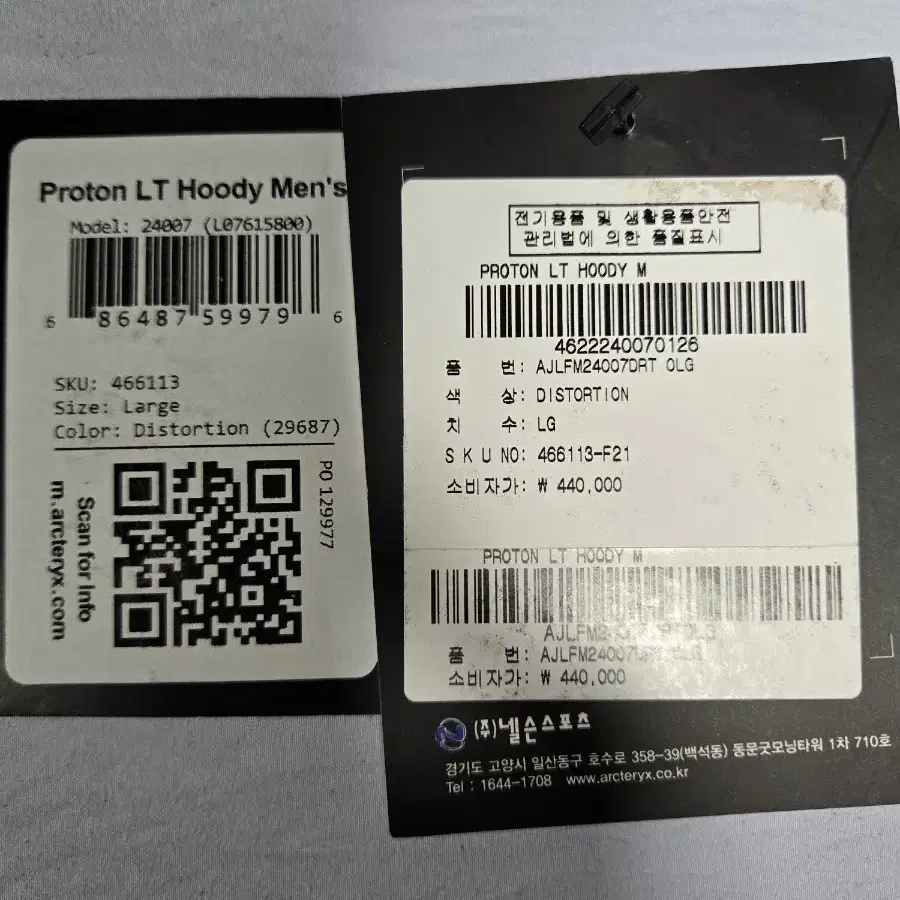 Proton LT Hoody Men's
Model: 24007 (L07615800)
6 86487 59979 6
SKU: 466113
Size: Large
Color: Distortion (29687)
Scan for Info
m.arcteryx.com
PO 129977
전기용품 및 생활용품안전
관리법에 의한 품질표시
PROTON LT HOODY M
4622240070126
품 번: AJLFM24007DRT OLG
색 상: DISTORTION
치 수: LG
S K U NO: 466113-F21
소비자가: ₩ 440,000
PROTON LT HOODY M
품 번:
소비자가: ₩ 440,000
(주)넬슨스포츠
경기도 고양시 일산동구 호수로 358-39(백석동) 동문굿모닝타워 1차 710호
Tel : 1644-1708 www.arcteryx.co.kr